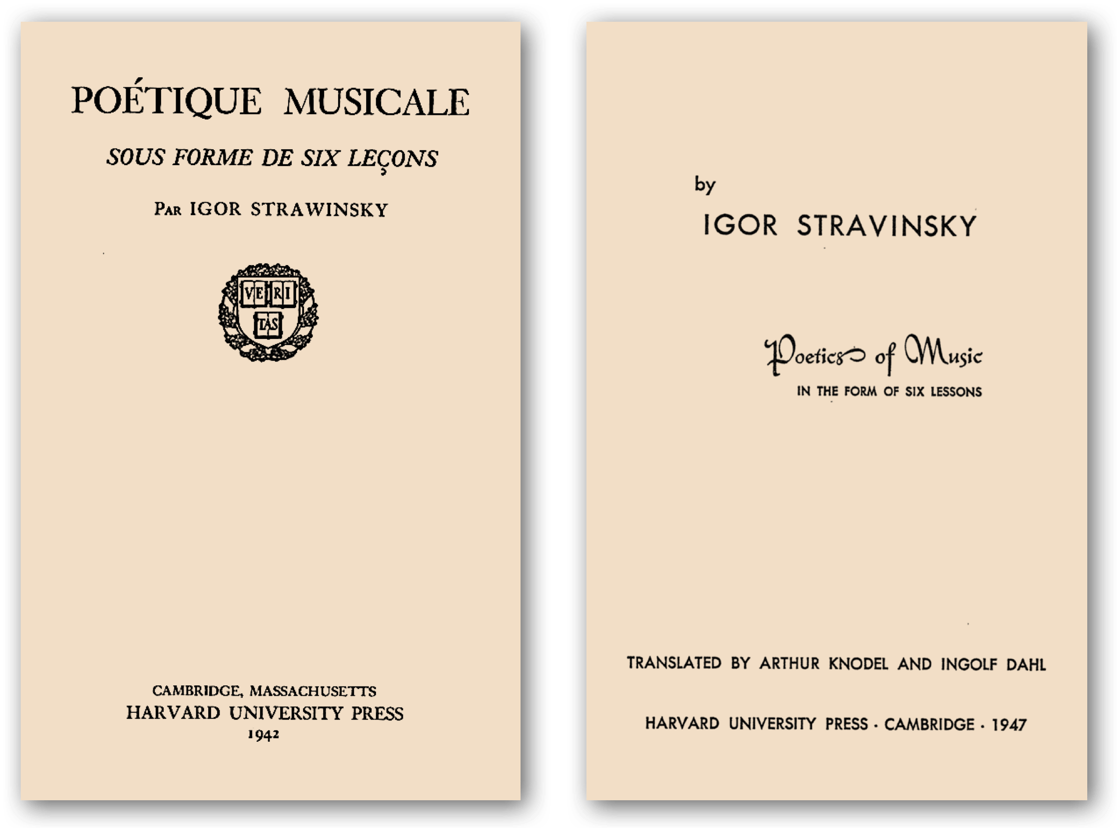 POÉTIQUE MUSICALE
SOUS FORME DE SIX LEÇONS
PAR IGOR STRAWINSKY
VE RI
TAS
CAMBRIDGE, MASSACHUSETTS
HARVARD UNIVERSITY PRESS
1942
by
IGOR STRAVINSKY
Poetics of Music
IN THE FORM OF SIX LESSONS
TRANSLATED BY ARTHUR KNODEL AND INGOLF DAHL
HARVARD UNIVERSITY PRESS · CAMBRIDGE · 1947